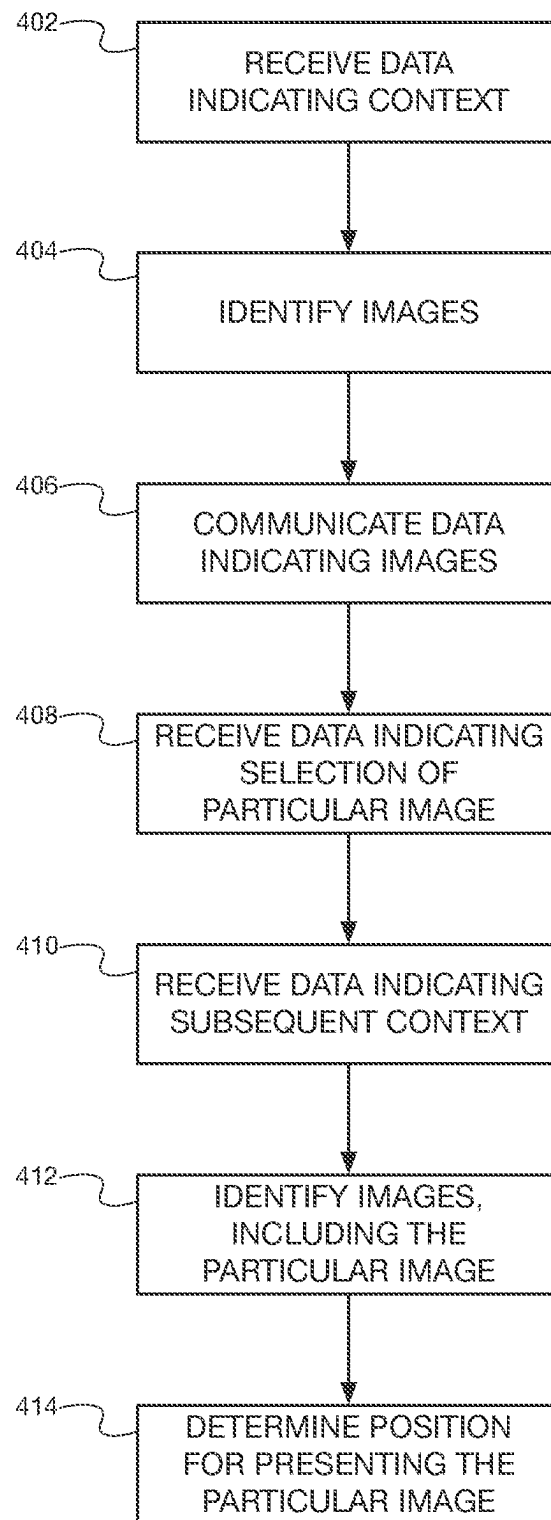 402
RECEIVE DATA
INDICATING CONTEXT
404
IDENTIFY IMAGES
406
COMMUNICATE DATA
INDICATING IMAGES
408
RECEIVE DATA INDICATING
SELECTION OF
PARTICULAR IMAGE
410
RECEIVE DATA INDICATING
SUBSEQUENT CONTEXT
412
IDENTIFY IMAGES,
INCLUDING THE
PARTICULAR IMAGE
414
DETERMINE POSITION
FOR PRESENTING THE
PARTICULAR IMAGE